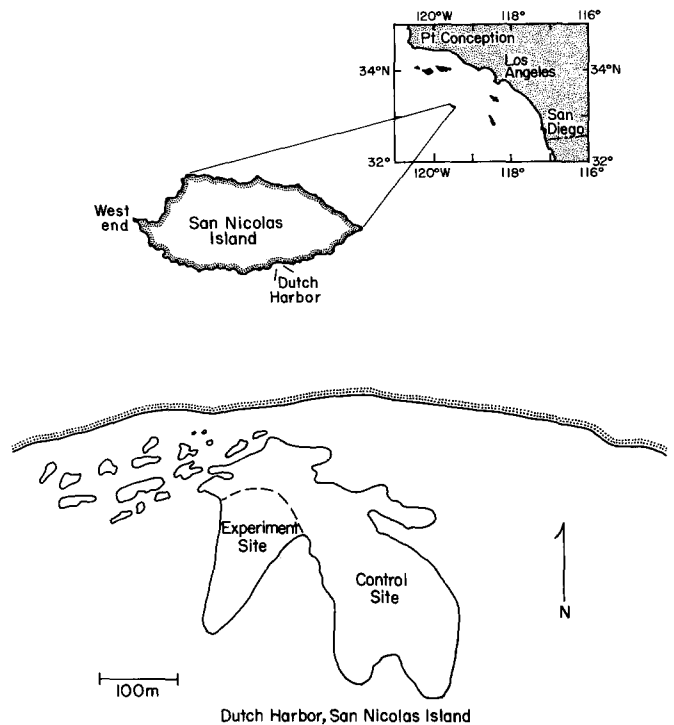 120°W 118° 116°
Pt. Conception
Los
Angeles
34°N 34°N
San
Diego
32° 32°
120°W 118° 116°
West
end
San Nicolas
Island
Dutch
Harbor
Experiment
Site
Control
Site
N
100m
Dutch Harbor, San Nicolas Island